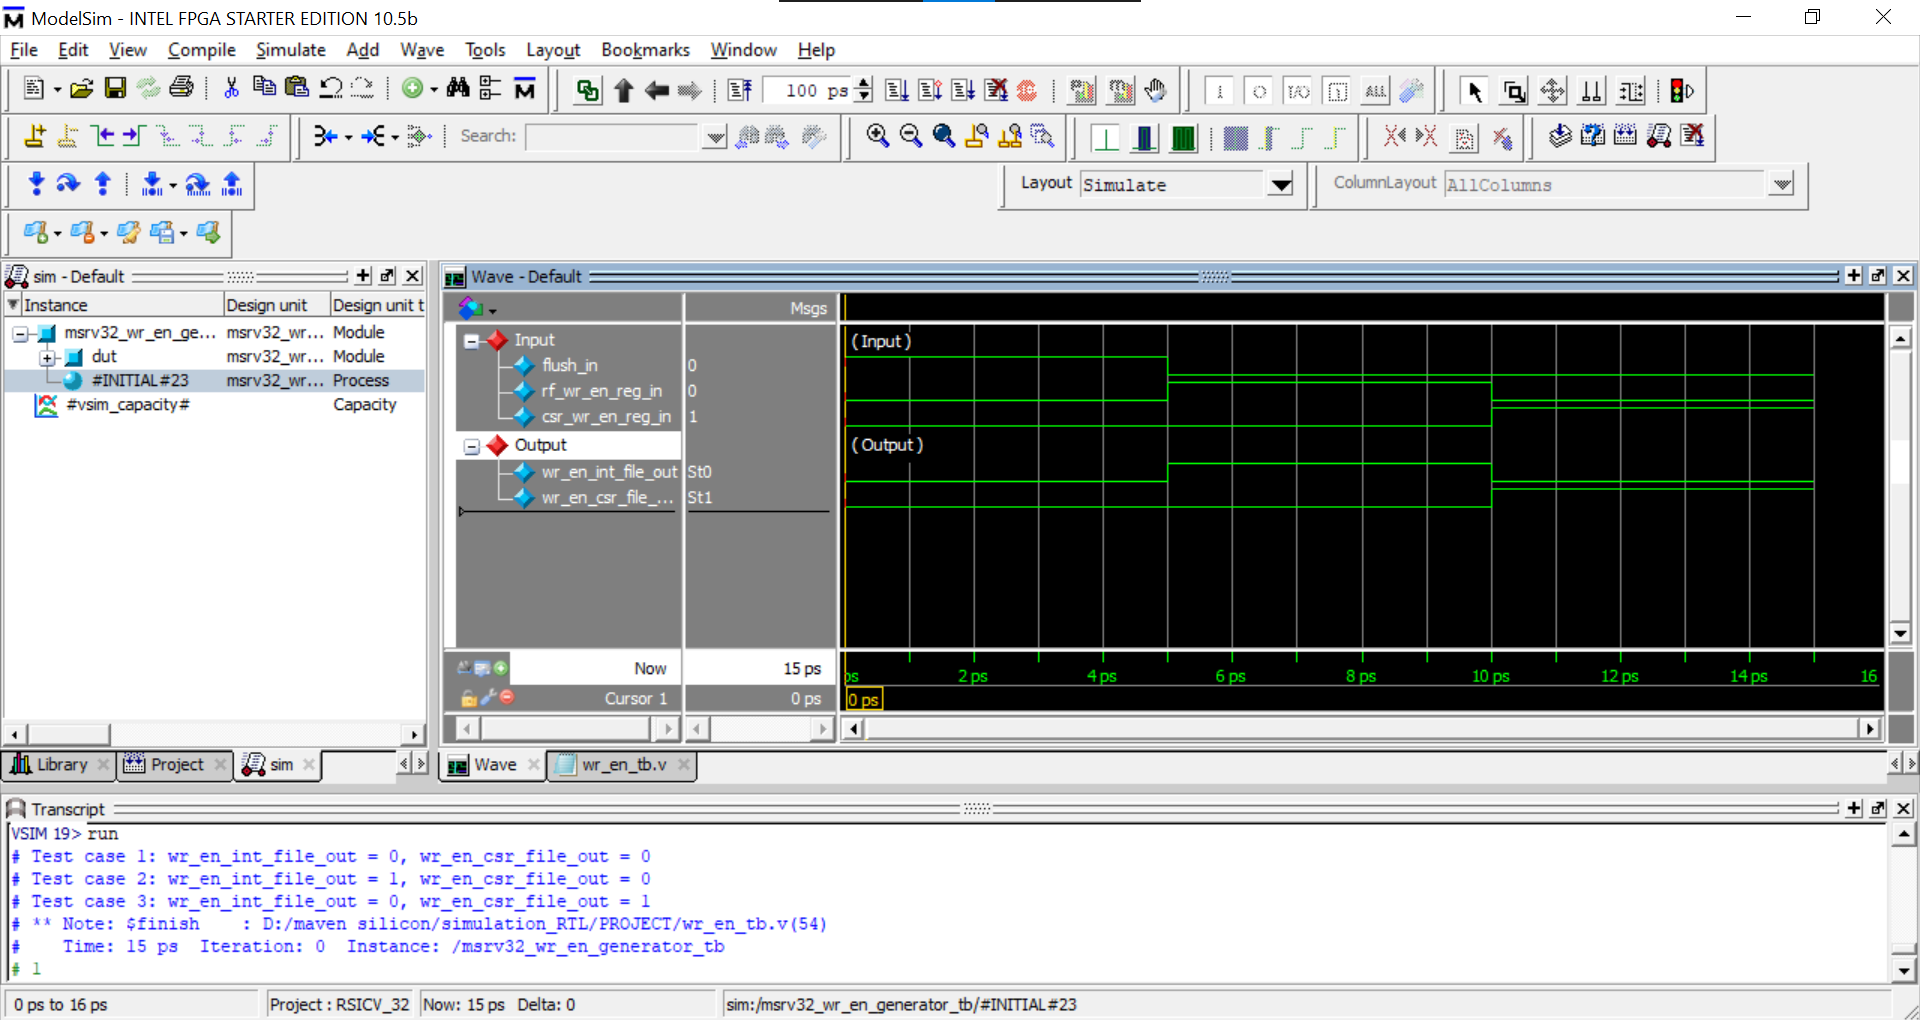 ModelSim - INTEL FPGA STARTER EDITION 10.5b
File Edit View Compile Simulate Add Wave Tools Layout Bookmarks Window Help
100 ps
Search:
Layout Simulate
ColumnLayout AllColumns
sim - Default
Instance Design unit Design unit t
msrv32_wr_en_ge... msrv32_wr... Module
dut msrv32_wr... Module
#INITIAL#23 msrv32_wr... Process
#vsim_capacity# Capacity
Library Project sim
Wave - Default
Msgs
Input (Input)
flush_in 0
rf_wr_en_reg_in 0
csr_wr_en_reg_in 1
Output (Output)
wr_en_int_file_out St0
wr_en_csr_file_... St1
Now 15 ps
ps 2 ps 4 ps 6 ps 8 ps 10 ps 12 ps 14 ps 16
Cursor 1 0 ps 0 ps
Wave wr_en_tb.v
Transcript
VSIM 19> run
# Test case 1: wr_en_int_file_out = 0, wr_en_csr_file_out = 0
# Test case 2: wr_en_int_file_out = 1, wr_en_csr_file_out = 0
# Test case 3: wr_en_int_file_out = 0, wr_en_csr_file_out = 1
# ** Note: $finish    : D:/maven silicon/simulation_RTL/PROJECT/wr_en_tb.v(54)
#    Time: 15 ps  Iteration: 0  Instance: /msrv32_wr_en_generator_tb
# 1
0 ps to 16 ps Project : RSICV_32 Now: 15 ps Delta: 0 sim:/msrv32_wr_en_generator_tb/#INITIAL#23